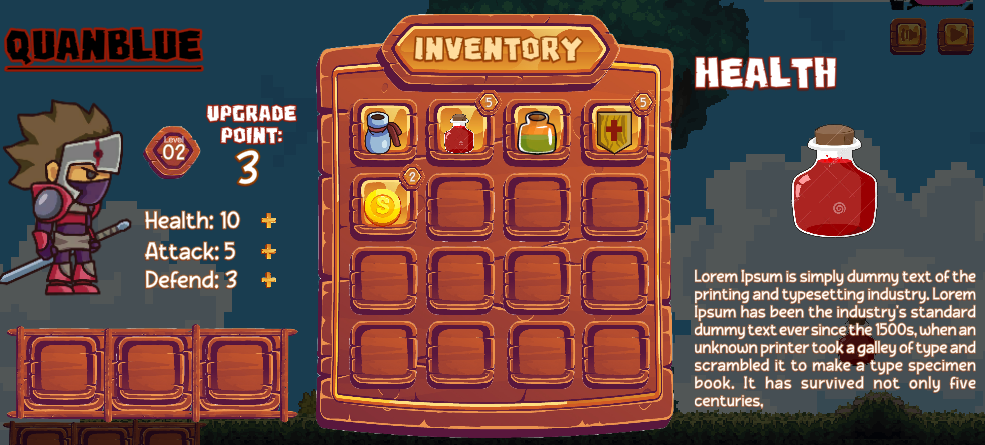 QUANBLUE
UPGRADE
POINT:
3
Level
02
Health: 10 +
Attack: 5 +
Defend: 3 +
INVENTORY
5
5
2
HEALTH
Lorem Ipsum is simply dummy text of the
printing and typesetting industry. Lorem
Ipsum has been the industry's standard
dummy text ever since the 1500s, when an
unknown printer took a galley of type and
scrambled it to make a type specimen
book. It has survived not only five
centuries,